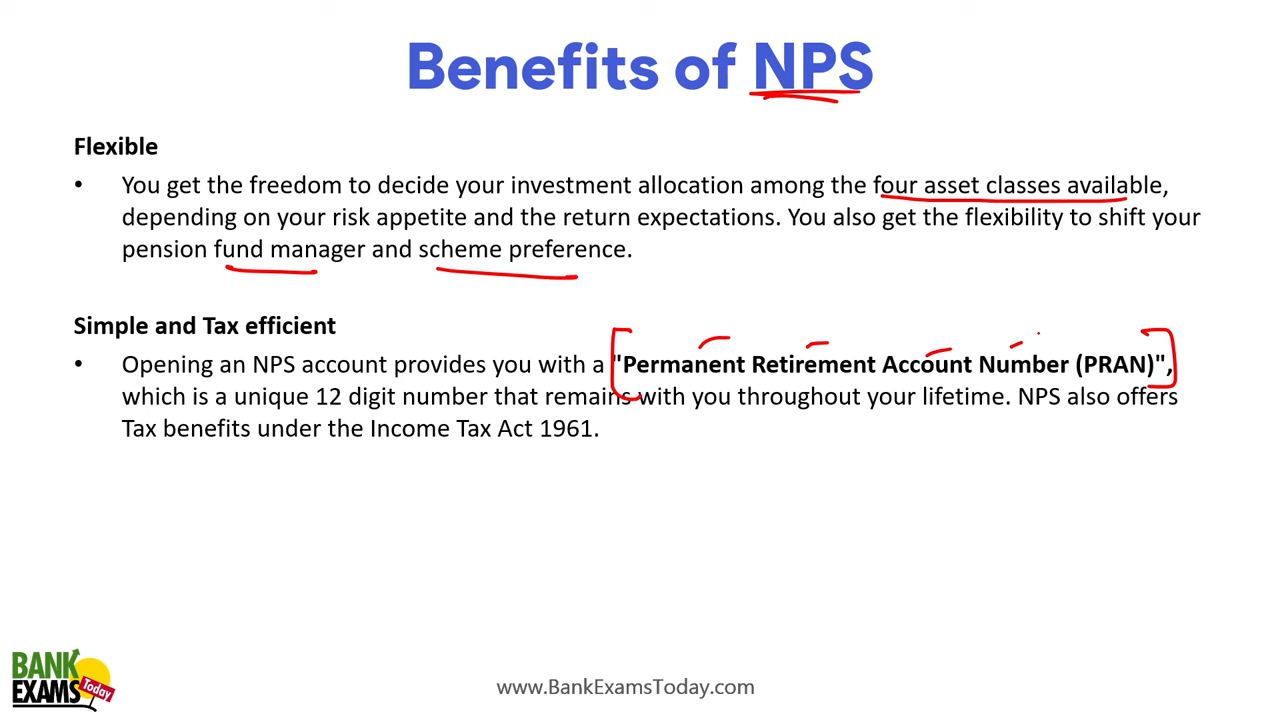 Benefits of NPS
Flexible
• You get the freedom to decide your investment allocation among the four asset classes available,
depending on your risk appetite and the return expectations. You also get the flexibility to shift your
pension fund manager and scheme preference.
Simple and Tax efficient
• Opening an NPS account provides you with a "Permanent Retirement Account Number (PRAN)",
which is a unique 12 digit number that remains with you throughout your lifetime. NPS also offers
Tax benefits under the Income Tax Act 1961.
BANK
EXAMS Today
www.BankExamsToday.com